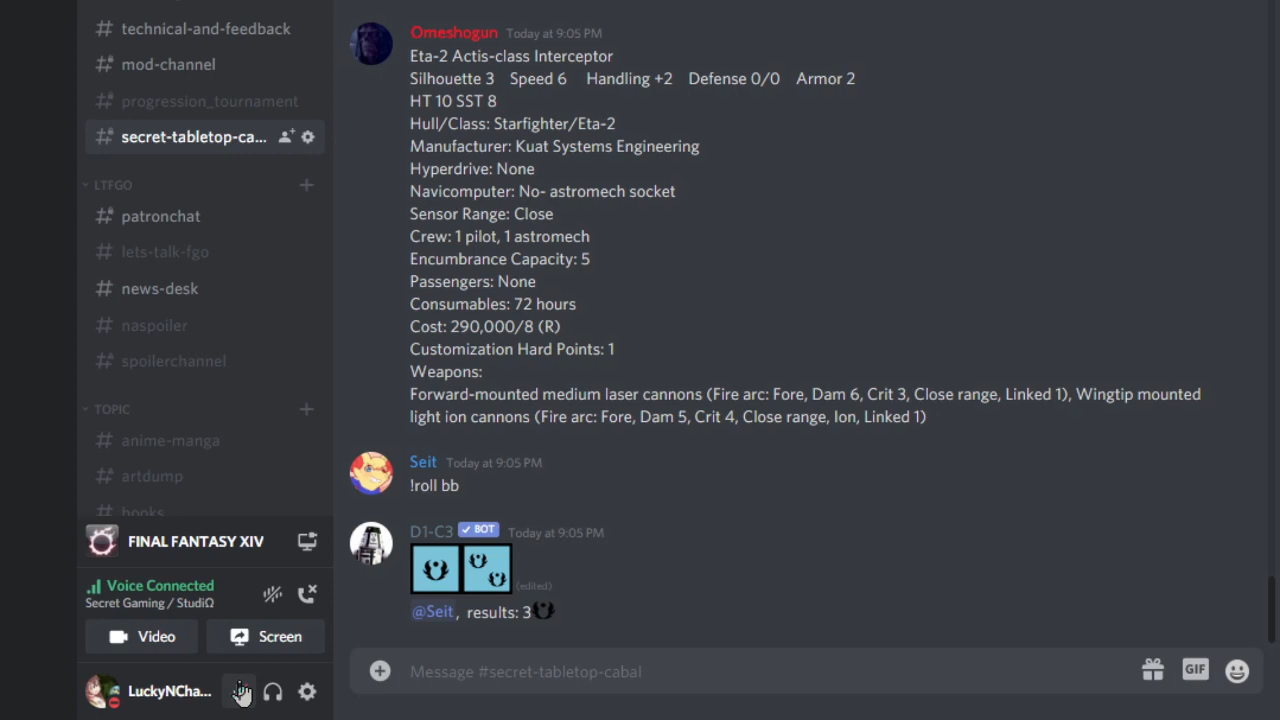 technical-and-feedback
mod-channel
progression_tournament
secret-tabletop-ca...
LTFGO
patronchat
lets-talk-fgo
news-desk
naspoiler
spoilerchannel
TOPIC
anime-manga
artdump
books
FINAL FANTASY XIV
Voice Connected
Secret Gaming / StudiΩ
Video
Screen
LuckyNCha...
Omeshogun Today at 9:05 PM
Eta-2 Actis-class Interceptor
Silhouette 3 Speed 6 Handling +2 Defense 0/0 Armor 2
HT 10 SST 8
Hull/Class: Starfighter/Eta-2
Manufacturer: Kuat Systems Engineering
Hyperdrive: None
Navicomputer: No- astromech socket
Sensor Range: Close
Crew: 1 pilot, 1 astromech
Encumbrance Capacity: 5
Passengers: None
Consumables: 72 hours
Cost: 290,000/8 (R)
Customization Hard Points: 1
Weapons:
Forward-mounted medium laser cannons (Fire arc: Fore, Dam 6, Crit 3, Close range, Linked 1), Wingtip mounted
light ion cannons (Fire arc: Fore, Dam 5, Crit 4, Close range, Ion, Linked 1)
Seit Today at 9:05 PM
!roll bb
D1-C3 ✓ BOT Today at 9:05 PM
(edited)
@Seit, results: 3
Message #secret-tabletop-cabal
GIF